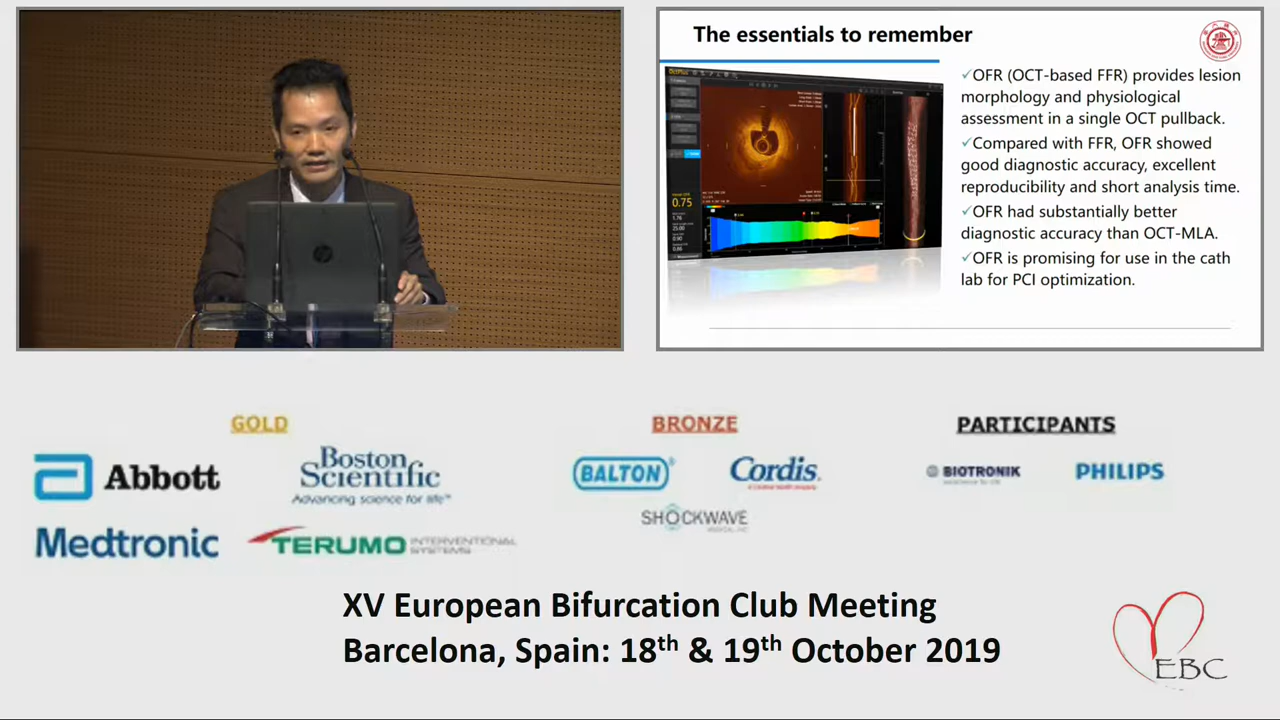 The essentials to remember
✓OFR (OCT-based FFR) provides lesion
morphology and physiological
assessment in a single OCT pullback.
✓Compared with FFR, OFR showed
good diagnostic accuracy, excellent
reproducibility and short analysis time.
✓OFR had substantially better
diagnostic accuracy than OCT-MLA.
✓OFR is promising for use in the cath
lab for PCI optimization.
0.75
hp
GOLD
BRONZE
PARTICIPANTS
Abbott
Boston
Scientific
Advancing science for life™
BALTON®
Cordis
BIOTRONIK
PHILIPS
SHOCKWAVE
Medtronic
TERUMO INTERVENTIONAL
SYSTEMS
XV European Bifurcation Club Meeting
Barcelona, Spain: 18th & 19th October 2019
EBC